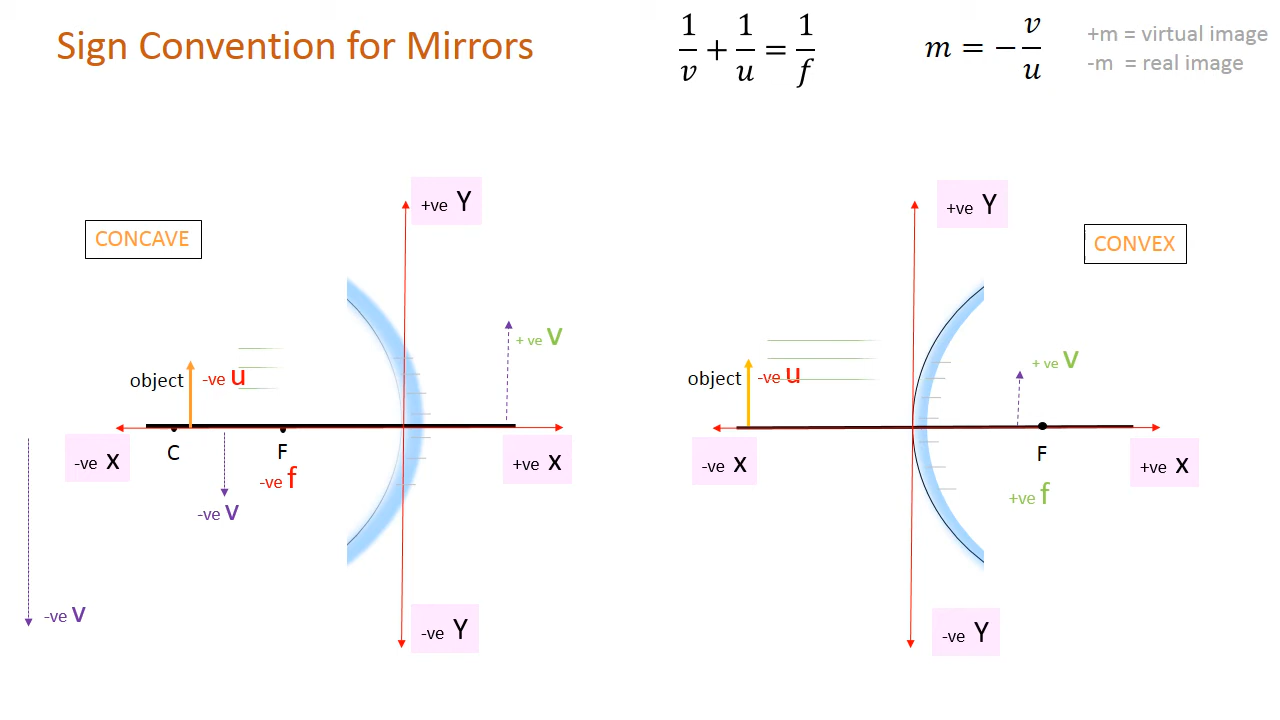 Sign Convention for Mirrors
1/v + 1/u = 1/f
m = − v/u
+m = virtual image
-m = real image
CONCAVE
+ve Y
object
-ve u
+ ve v
-ve x
C
F
-ve f
+ve x
-ve v
-ve v
-ve Y
CONVEX
+ve Y
object
-ve u
+ ve v
-ve x
F
+ve f
+ve x
-ve Y